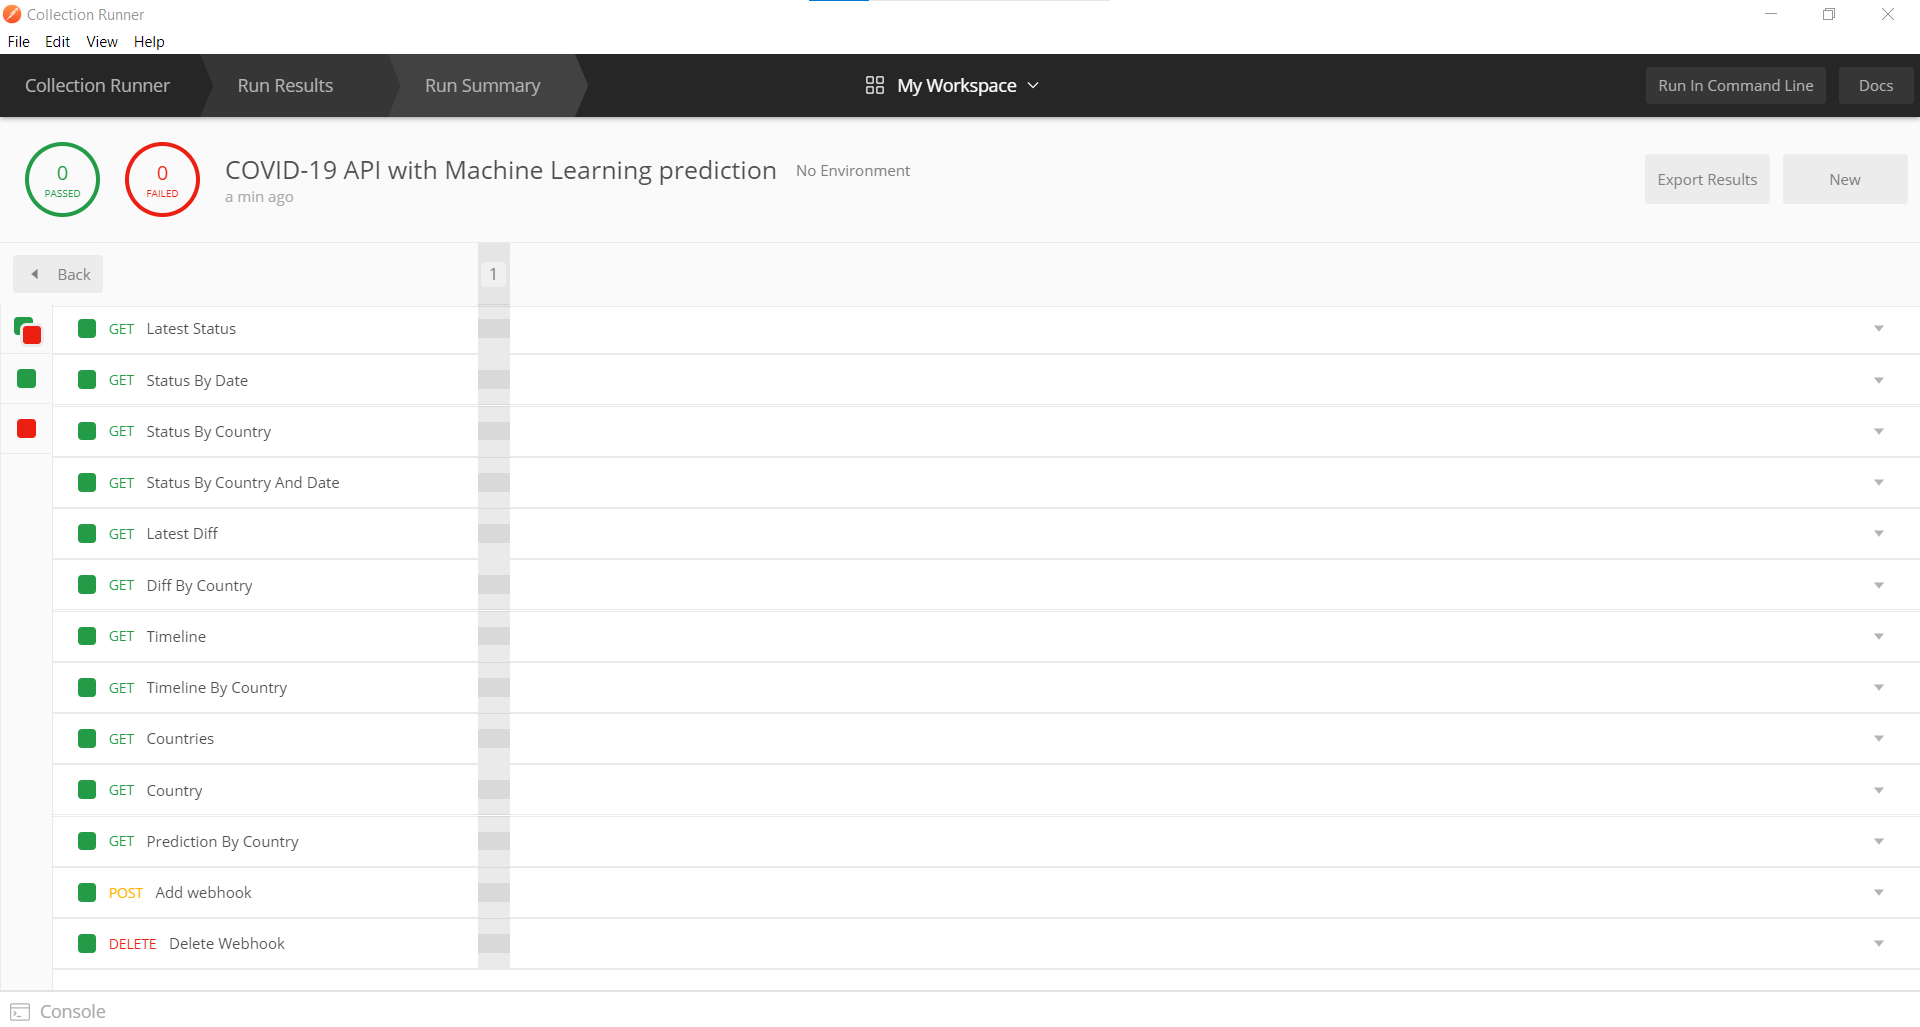 Collection Runner
File Edit View Help
Collection Runner Run Results Run Summary My Workspace Run In Command Line Docs
0 PASSED
0 FAILED
COVID-19 API with Machine Learning prediction No Environment
a min ago
Export Results New
Back 1
GET Latest Status
GET Status By Date
GET Status By Country
GET Status By Country And Date
GET Latest Diff
GET Diff By Country
GET Timeline
GET Timeline By Country
GET Countries
GET Country
GET Prediction By Country
POST Add webhook
DELETE Delete Webhook
Console